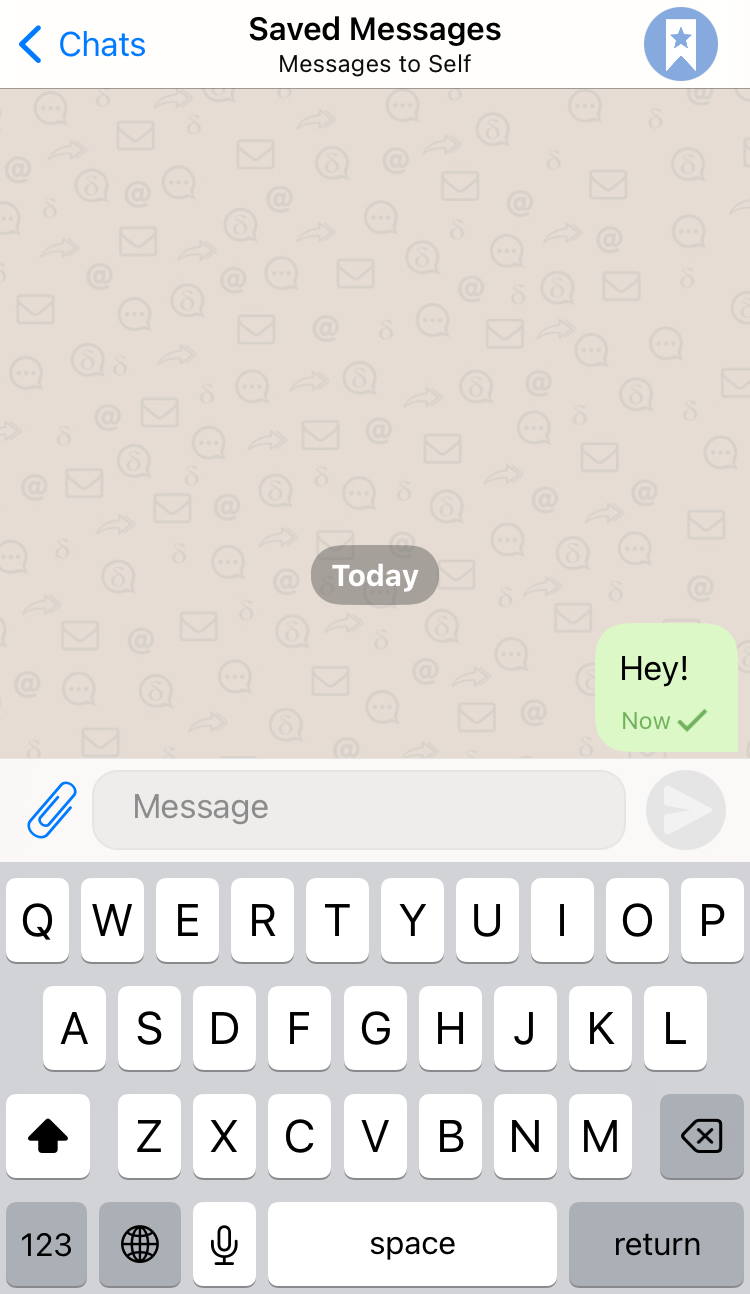 Chats
Saved Messages
Messages to Self
Today
Hey!
Now
Message
Q W E R T Y U I O P
A S D F G H J K L
Z X C V B N M
123 space return